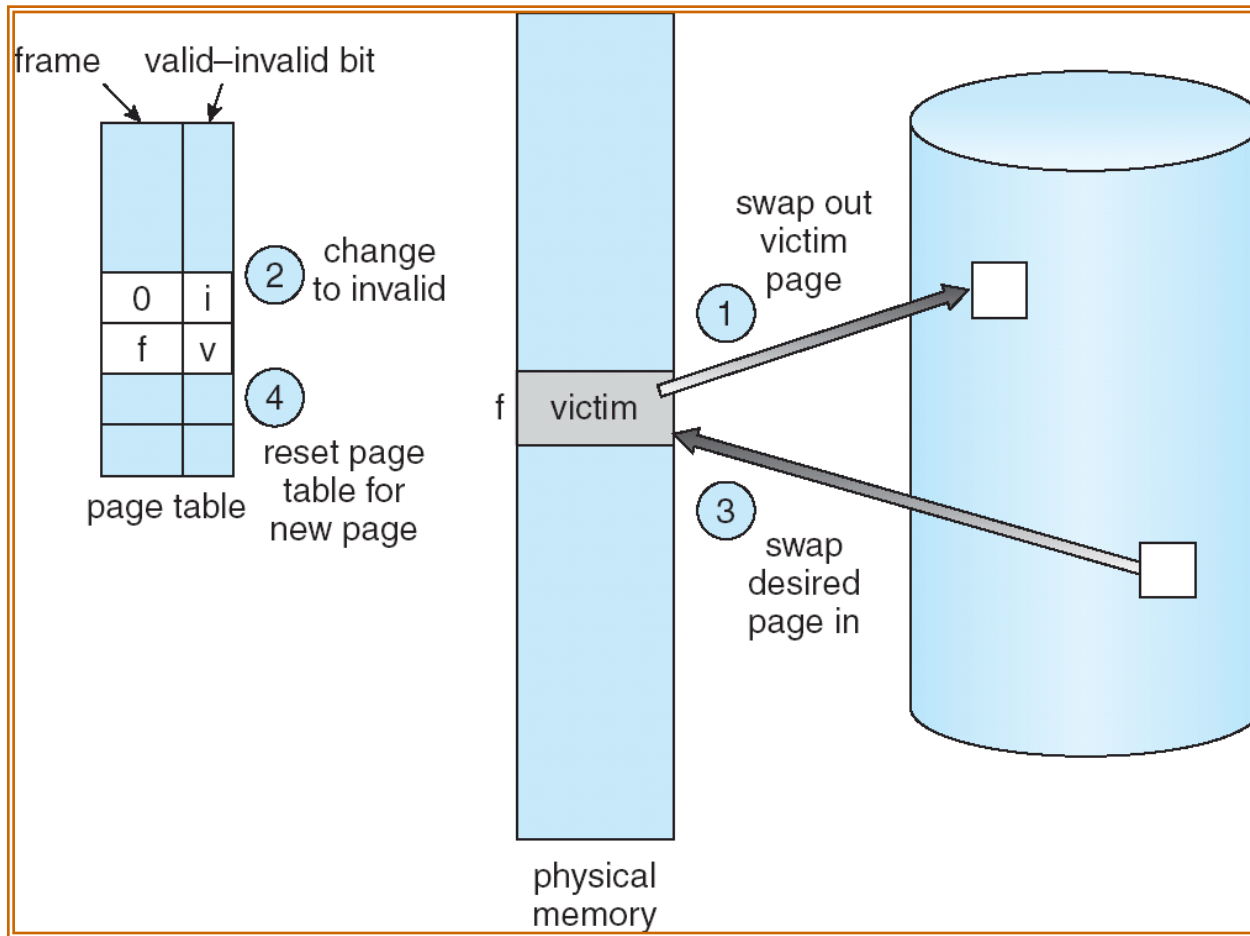 frame
valid–invalid bit
0 i
f v
2
change
to invalid
4
reset page
table for
new page
page table
f
victim
physical
memory
swap out
victim
page
1
3
swap
desired
page in